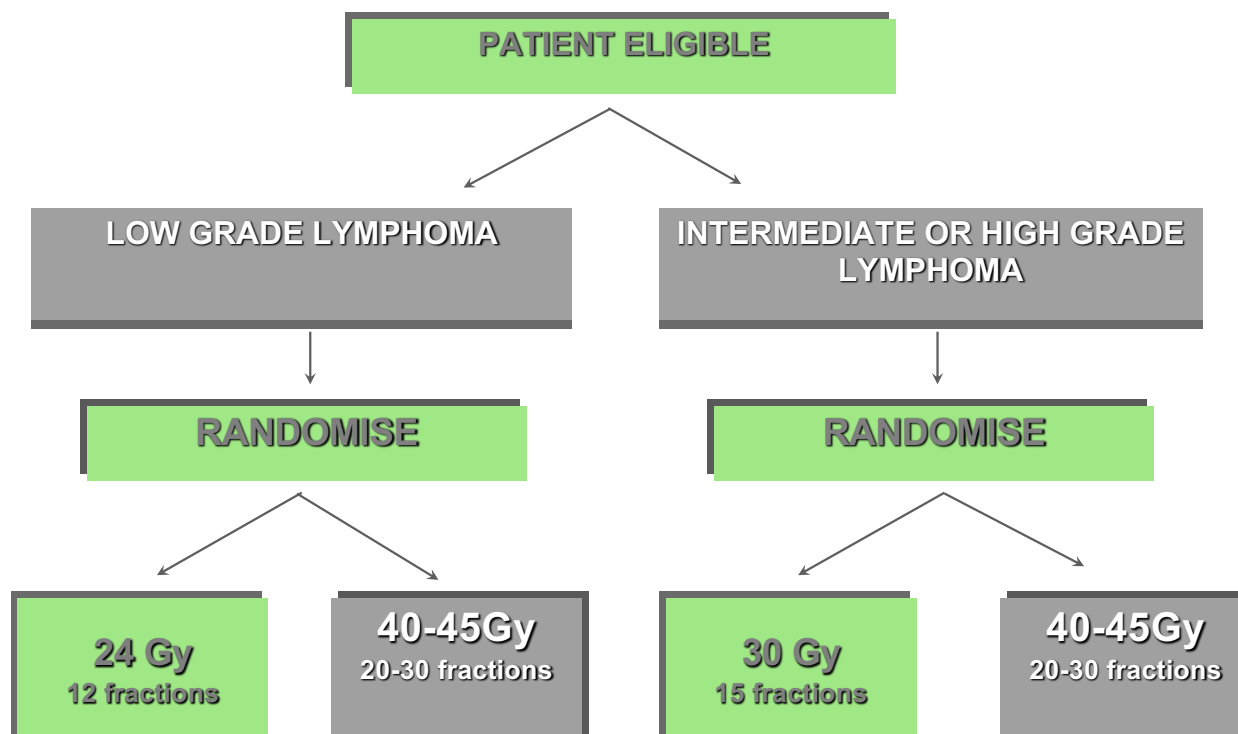 PATIENT ELIGIBLE
LOW GRADE LYMPHOMA
INTERMEDIATE OR HIGH GRADE
LYMPHOMA
RANDOMISE
RANDOMISE
24 Gy
12 fractions
40-45Gy
20-30 fractions
30 Gy
15 fractions
40-45Gy
20-30 fractions